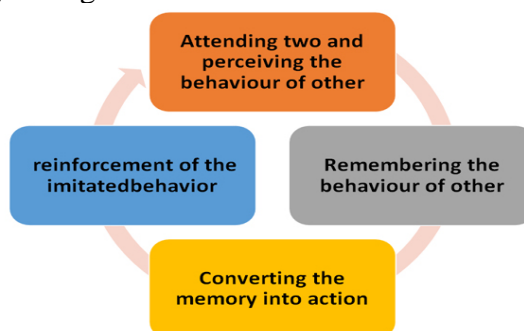 Attending two and
perceiving the
behaviour of other
Remembering the
behaviour of other
Converting the
memory into action
reinforcement of the
imitatedbehavior